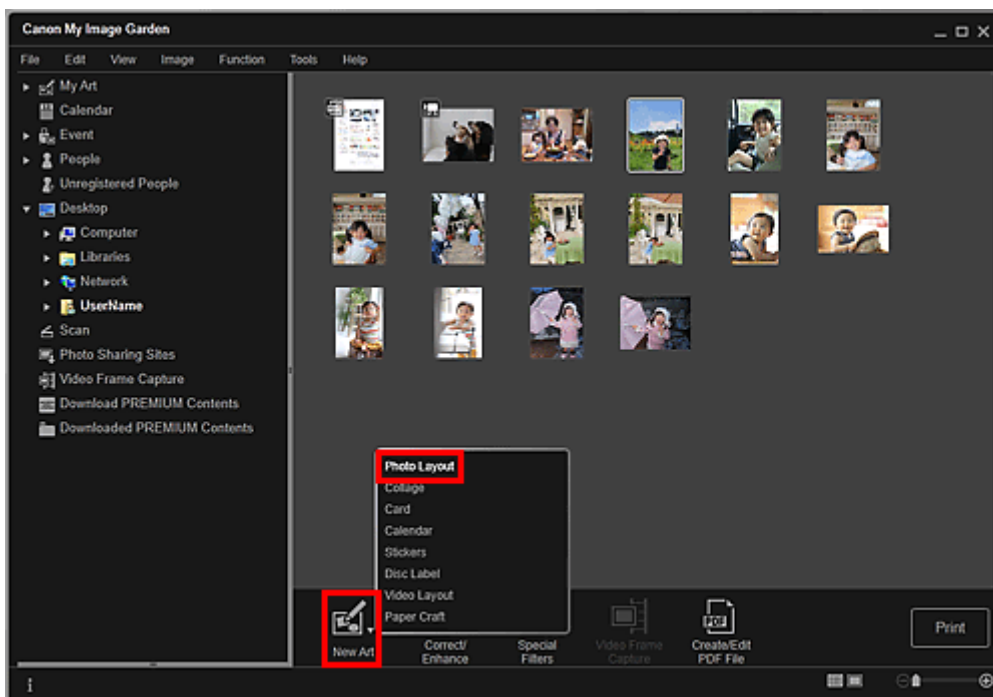 Canon My Image Garden
File Edit View Image Function Tools Help
My Art
Calendar
Event
People
Unregistered People
Desktop
Computer
Libraries
Network
UserName
Scan
Photo Sharing Sites
Video Frame Capture
Download PREMIUM Contents
Downloaded PREMIUM Contents
Photo Layout
Collage
Card
Calendar
Stickers
Disc Label
Video Layout
Paper Craft
New Art
Correct/
Enhance
Special
Filters
Video Frame
Capture
PDF
Create/Edit
PDF File
Print